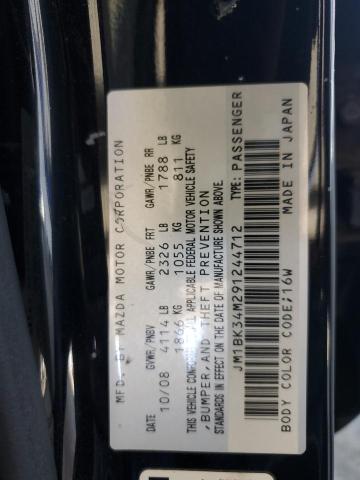 MFD. BY MAZDA MOTOR CORPORATION
GVWR/PNBV GAWR/PNBE FRT GAWR/PNBE RR
10/08 4114 LB 2326 LB 1788 LB
1866 KG 1055 KG 811 KG
THIS VEHICLE CONFORMS TO ALL APPLICABLE FEDERAL MOTOR VEHICLE SAFETY
,BUMPER,AND THEFT PREVENTION
STANDARDS IN EFFECT ON THE DATE OF MANUFACTURE SHOWN ABOVE.
JM1BK34M291244712 TYPE: PASSENGER
BODY COLOR CODE;16W MADE IN JAPAN